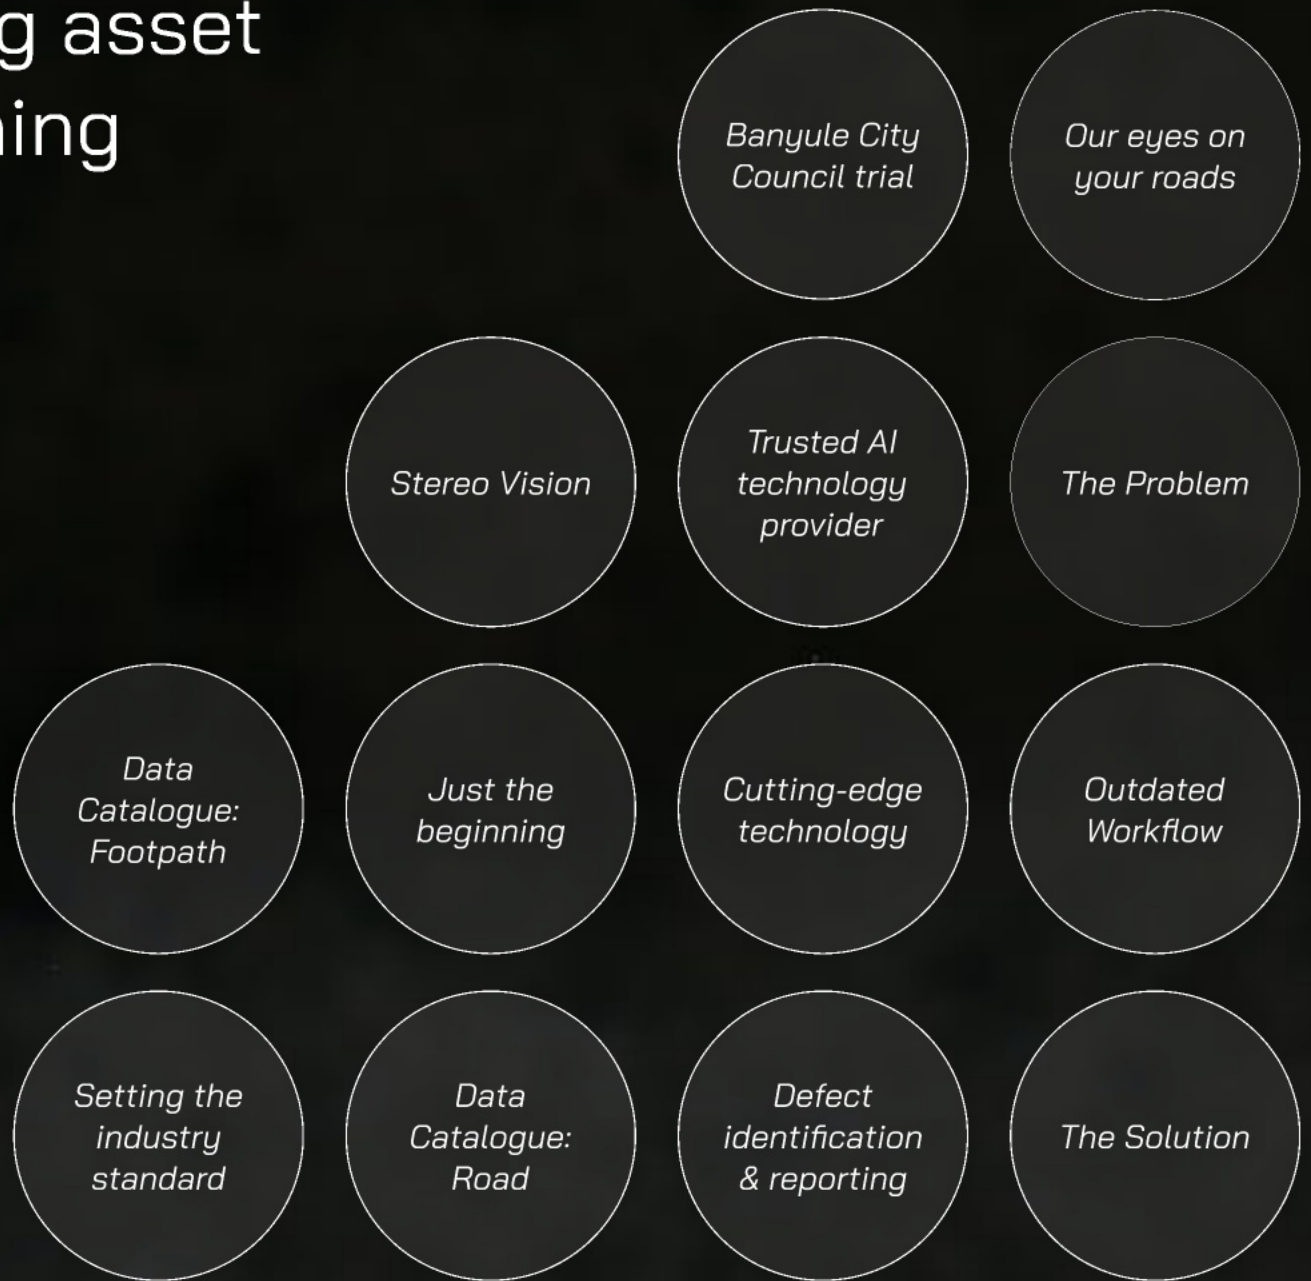 g asset
ning
Banyule City
Council trial
Our eyes on
your roads
Stereo Vision
Trusted AI
technology
provider
The Problem
Data
Catalogue:
Footpath
Just the
beginning
Cutting-edge
technology
Outdated
Workflow
Setting the
industry
standard
Data
Catalogue:
Road
Defect
identification
& reporting
The Solution